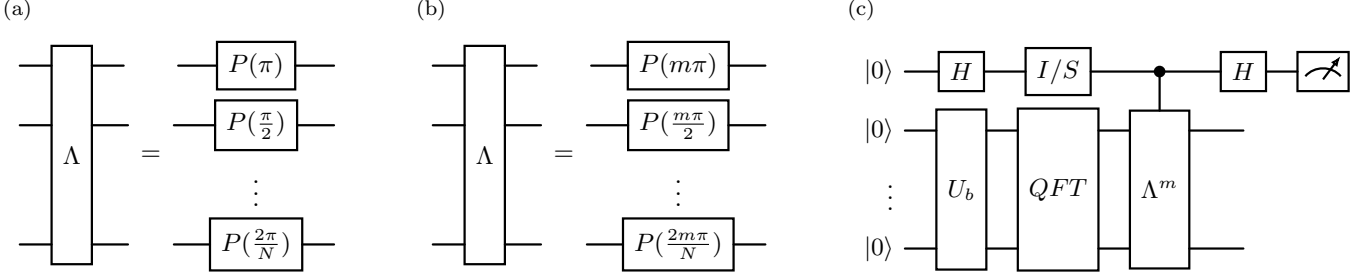 (a)
Λ
=
P(π)
P(π/2)
⋮
P(2π/N)
(b)
Λ
=
P(mπ)
P(mπ/2)
⋮
P(2mπ/N)
(c)
|0⟩ H I/S H
|0⟩
⋮ U_b QFT Λ^m
|0⟩